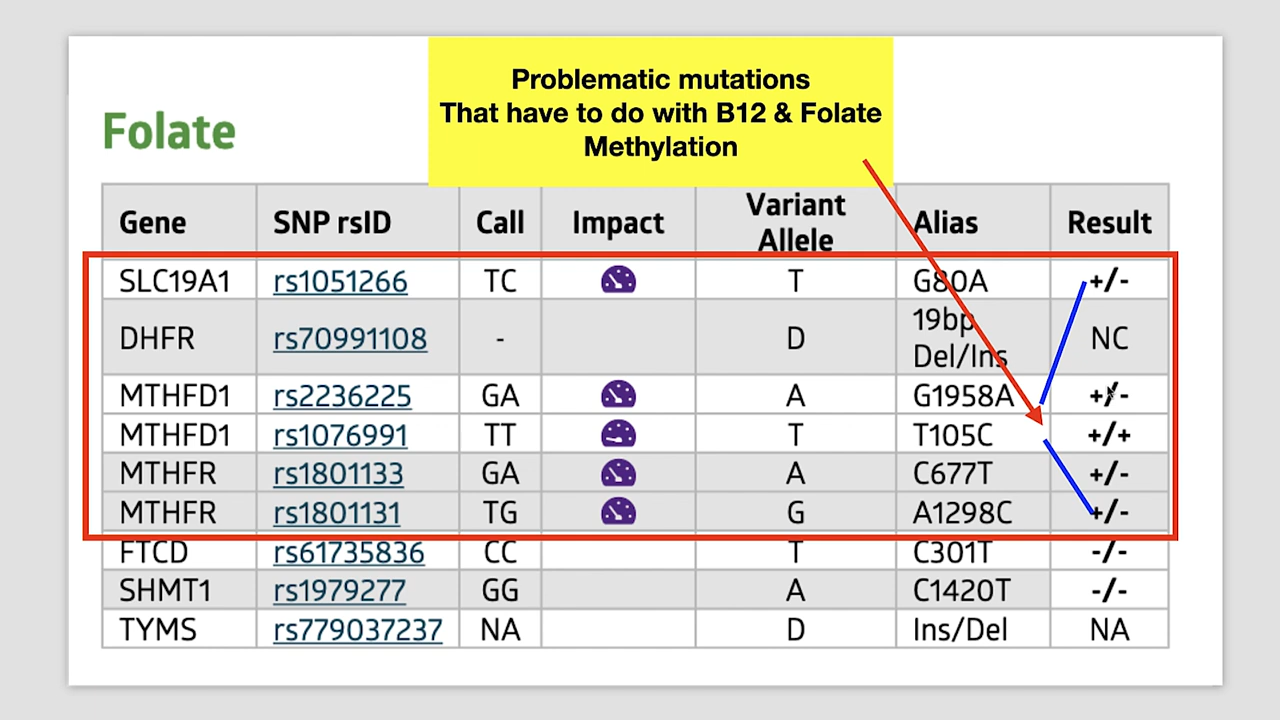 Problematic mutations
That have to do with B12 & Folate
Methylation
Folate
Gene SNP rsID Call Impact Variant Allele Alias Result
SLC19A1 rs1051266 TC T G80A +/-
DHFR rs70991108 - D 19bp Del/Ins NC
MTHFD1 rs2236225 GA A G1958A +/-
MTHFD1 rs1076991 TT T T105C +/+
MTHFR rs1801133 GA A C677T +/-
MTHFR rs1801131 TG G A1298C +/-
FTCD rs61735836 CC T C301T -/-
SHMT1 rs1979277 GG A C1420T -/-
TYMS rs779037237 NA D Ins/Del NA